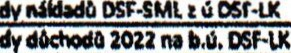 dy nákladů DSF-SML z ú DSF-LK
dy důchodů 2022 na b.ú. DSF-LK